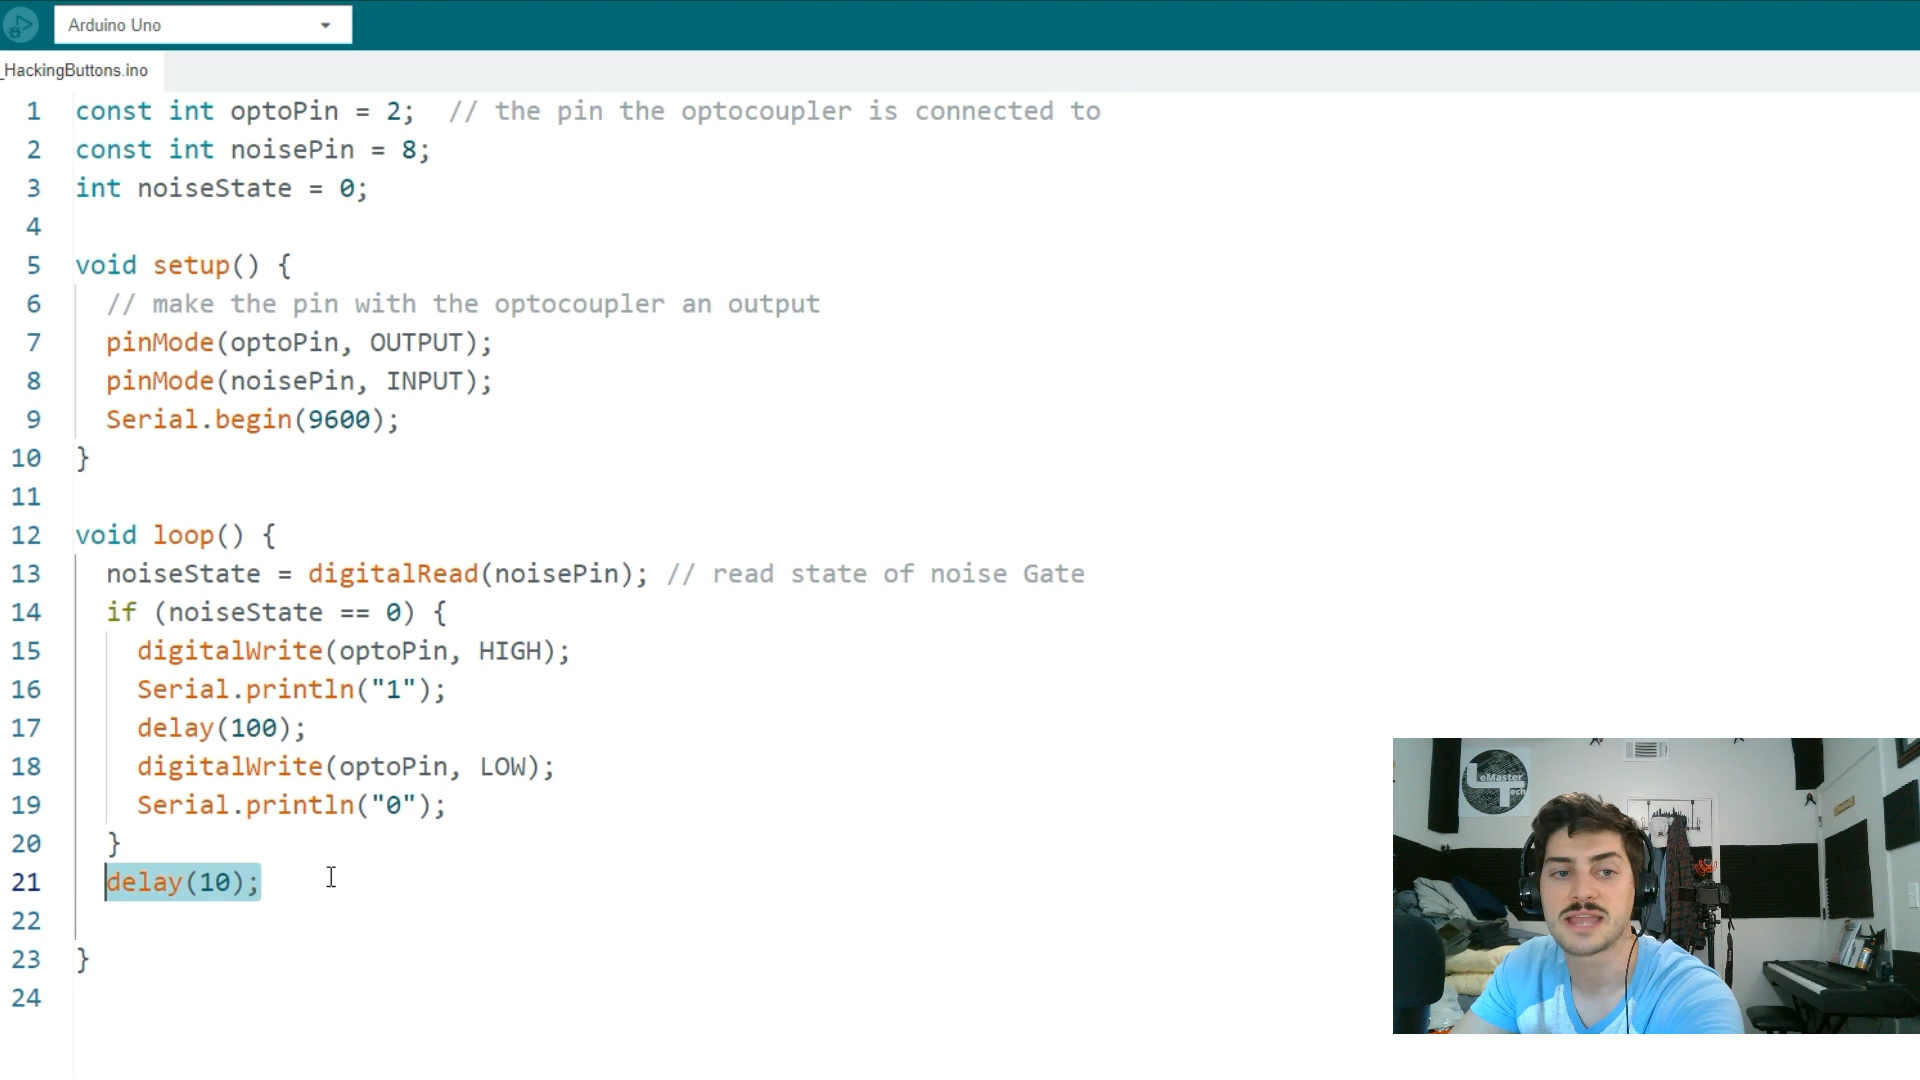 Arduino Uno
_HackingButtons.ino
1 const int optoPin = 2;  // the pin the optocoupler is connected to
2 const int noisePin = 8;
3 int noiseState = 0;
4
5 void setup() {
6   // make the pin with the optocoupler an output
7   pinMode(optoPin, OUTPUT);
8   pinMode(noisePin, INPUT);
9   Serial.begin(9600);
10 }
11
12 void loop() {
13   noiseState = digitalRead(noisePin); // read state of noise Gate
14   if (noiseState == 0) {
15     digitalWrite(optoPin, HIGH);
16     Serial.println("1");
17     delay(100);
18     digitalWrite(optoPin, LOW);
19     Serial.println("0");
20   }
21   delay(10);
22
23 }
24
LeMaster
Tech